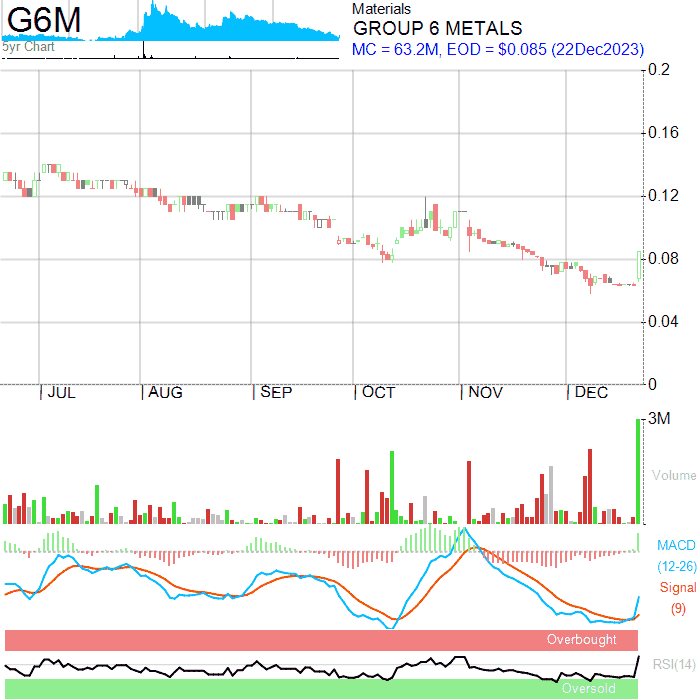 G6M
5yr Chart
Materials
GROUP 6 METALS
MC = 63.2M, EOD = $0.085 (22Dec2023)
0.2
0.16
0.12
0.08
0.04
0
JUL AUG SEP OCT NOV DEC
3M
Volume
MACD
(12-26)
Signal
(9)
Overbought
RSI(14)
Oversold